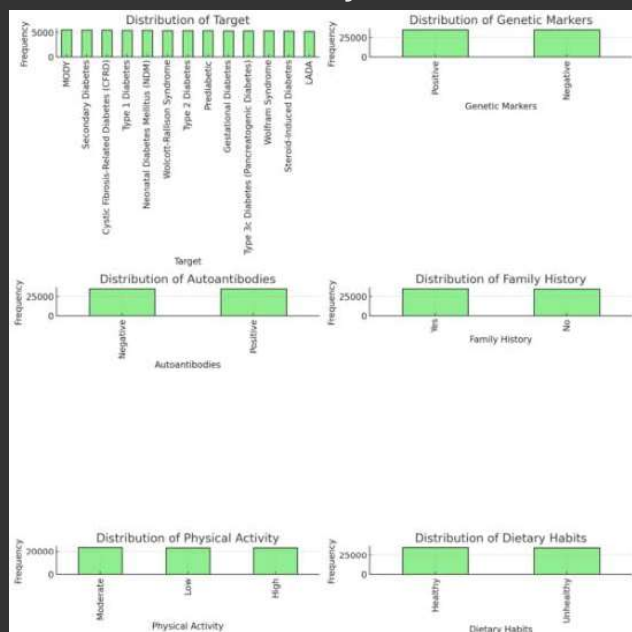 Distribution of Target
Frequency
5000
0
MODY
Secondary Diabetes
Cystic Fibrosis-Related Diabetes (CFRD)
Type 1 Diabetes
Neonatal Diabetes Mellitus (NDM)
Wolcott-Rallison Syndrome
Type 2 Diabetes
Prediabetic
Gestational Diabetes
Type 3c Diabetes (Pancreatogenic Diabetes)
Wolfram Syndrome
Steroid-Induced Diabetes
LADA
Target
Distribution of Genetic Markers
Frequency
25000
0
Positive
Negative
Genetic Markers
Distribution of Autoantibodies
Frequency
25000
0
Negative
Positive
Autoantibodies
Distribution of Family History
Frequency
25000
0
Yes
No
Family History
Distribution of Physical Activity
Frequency
20000
0
Moderate
Low
High
Physical Activity
Distribution of Dietary Habits
Frequency
25000
0
Healthy
Unhealthy
Dietary Habits